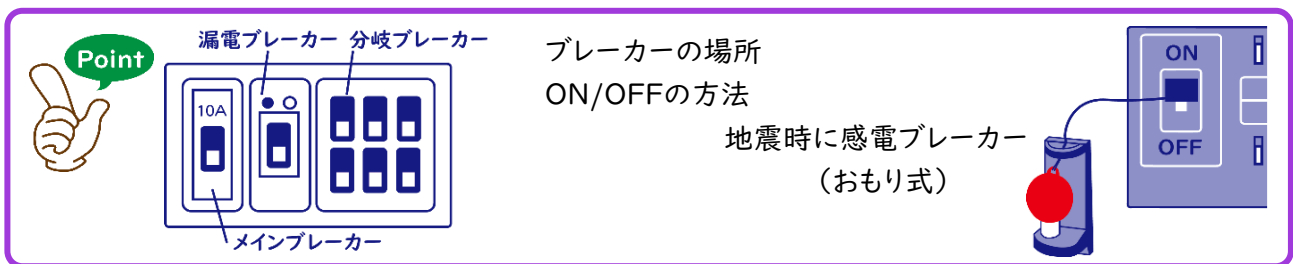 Point
漏電ブレーカー 分岐ブレーカー
10A
メインブレーカー
ブレーカーの場所
ON/OFFの方法
地震時に感電ブレーカー
(おもり式)
ON
OFF